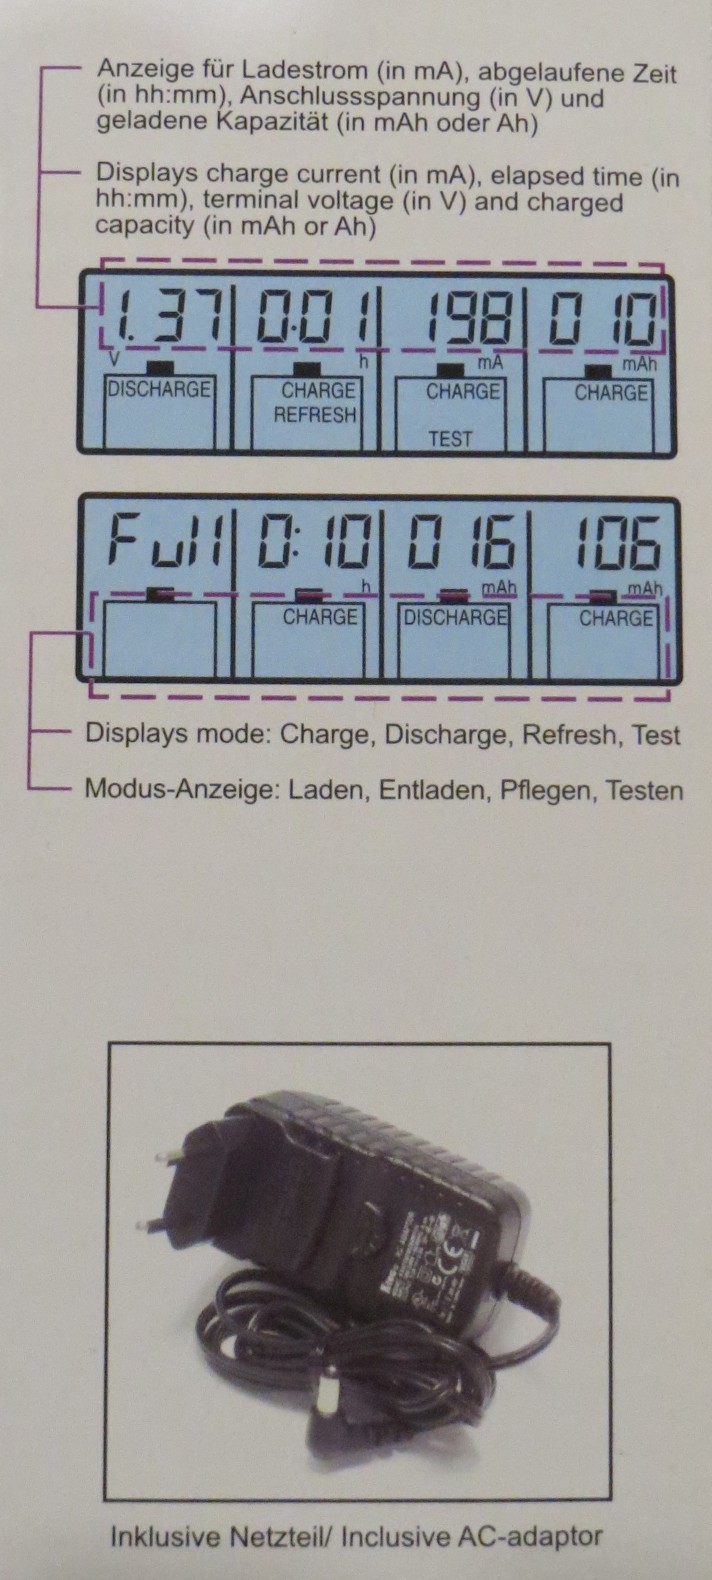 Anzeige für Ladestrom (in mA), abgelaufene Zeit
(in hh:mm), Anschlussspannung (in V) und
geladene Kapazität (in mAh oder Ah)
Displays charge current (in mA), elapsed time (in
hh:mm), terminal voltage (in V) and charged
capacity (in mAh or Ah)
1.37 0:01 198 010
V h mA mAh
DISCHARGE CHARGE CHARGE CHARGE
REFRESH
TEST
Full 0:10 016 106
h mAh mAh
CHARGE DISCHARGE CHARGE
Displays mode: Charge, Discharge, Refresh, Test
Modus-Anzeige: Laden, Entladen, Pflegen, Testen
AC ADAPTOR
CE
Inklusive Netzteil/ Inclusive AC-adaptor